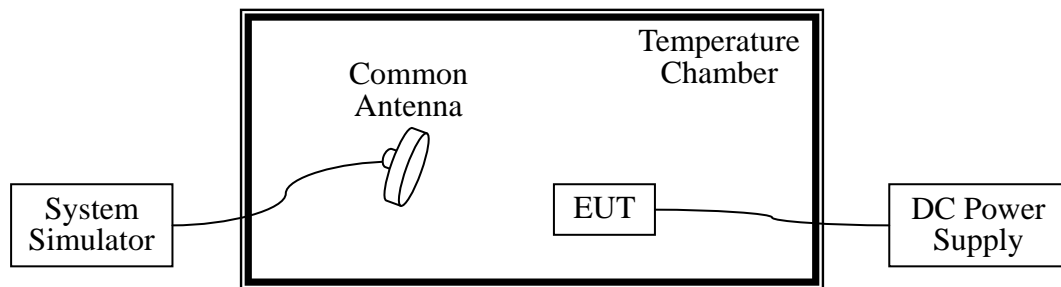 Temperature
Chamber
Common
Antenna
System
Simulator
EUT
DC Power
Supply